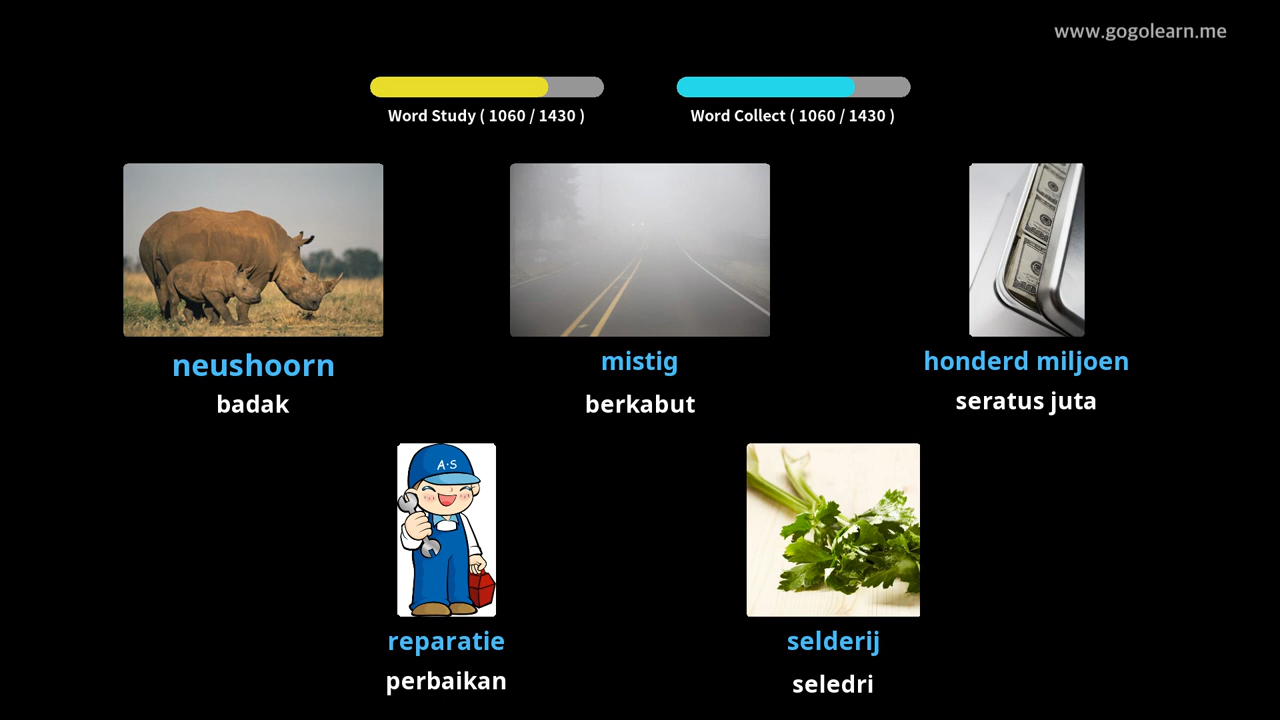 www.gogolearn.me
Word Study ( 1060 / 1430 )
Word Collect ( 1060 / 1430 )
neushoorn
badak
mistig
berkabut
honderd miljoen
seratus juta
A·S
reparatie
perbaikan
selderij
seledri